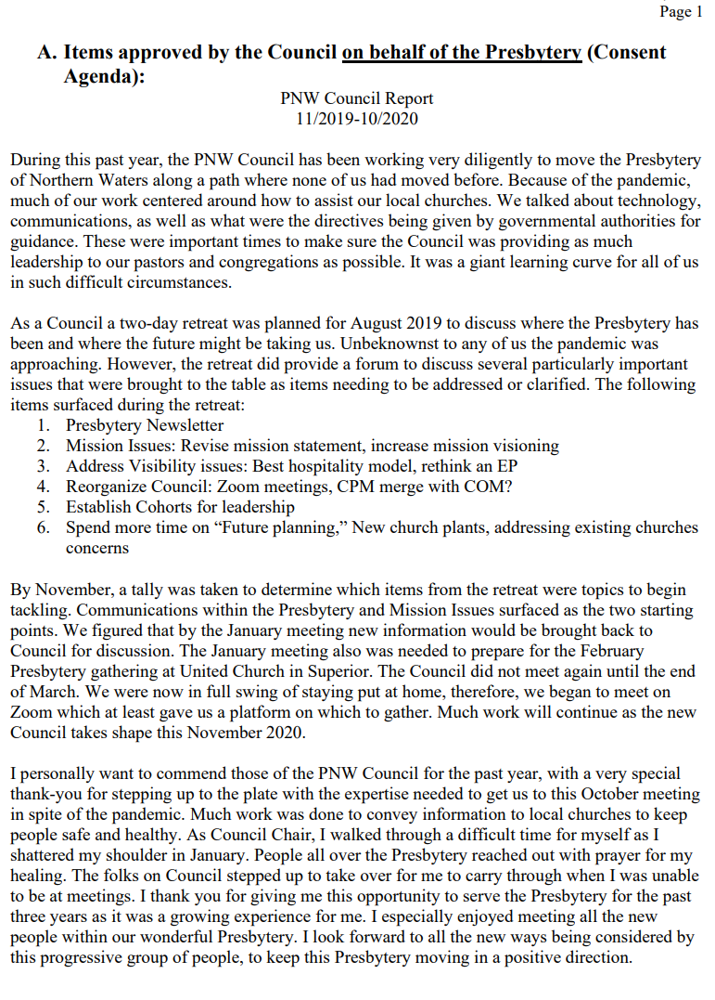 Page 1
A. Items approved by the Council on behalf of the Presbytery (Consent
Agenda):
PNW Council Report
11/2019-10/2020
During this past year, the PNW Council has been working very diligently to move the Presbytery
of Northern Waters along a path where none of us had moved before. Because of the pandemic,
much of our work centered around how to assist our local churches. We talked about technology,
communications, as well as what were the directives being given by governmental authorities for
guidance. These were important times to make sure the Council was providing as much
leadership to our pastors and congregations as possible. It was a giant learning curve for all of us
in such difficult circumstances.
As a Council a two-day retreat was planned for August 2019 to discuss where the Presbytery has
been and where the future might be taking us. Unbeknownst to any of us the pandemic was
approaching. However, the retreat did provide a forum to discuss several particularly important
issues that were brought to the table as items needing to be addressed or clarified. The following
items surfaced during the retreat:
1. Presbytery Newsletter
2. Mission Issues: Revise mission statement, increase mission visioning
3. Address Visibility issues: Best hospitality model, rethink an EP
4. Reorganize Council: Zoom meetings, CPM merge with COM?
5. Establish Cohorts for leadership
6. Spend more time on “Future planning,” New church plants, addressing existing churches
concerns
By November, a tally was taken to determine which items from the retreat were topics to begin
tackling. Communications within the Presbytery and Mission Issues surfaced as the two starting
points. We figured that by the January meeting new information would be brought back to
Council for discussion. The January meeting also was needed to prepare for the February
Presbytery gathering at United Church in Superior. The Council did not meet again until the end
of March. We were now in full swing of staying put at home, therefore, we began to meet on
Zoom which at least gave us a platform on which to gather. Much work will continue as the new
Council takes shape this November 2020.
I personally want to commend those of the PNW Council for the past year, with a very special
thank-you for stepping up to the plate with the expertise needed to get us to this October meeting
in spite of the pandemic. Much work was done to convey information to local churches to keep
people safe and healthy. As Council Chair, I walked through a difficult time for myself as I
shattered my shoulder in January. People all over the Presbytery reached out with prayer for my
healing. The folks on Council stepped up to take over for me to carry through when I was unable
to be at meetings. I thank you for giving me this opportunity to serve the Presbytery for the past
three years as it was a growing experience for me. I especially enjoyed meeting all the new
people within our wonderful Presbytery. I look forward to all the new ways being considered by
this progressive group of people, to keep this Presbytery moving in a positive direction.